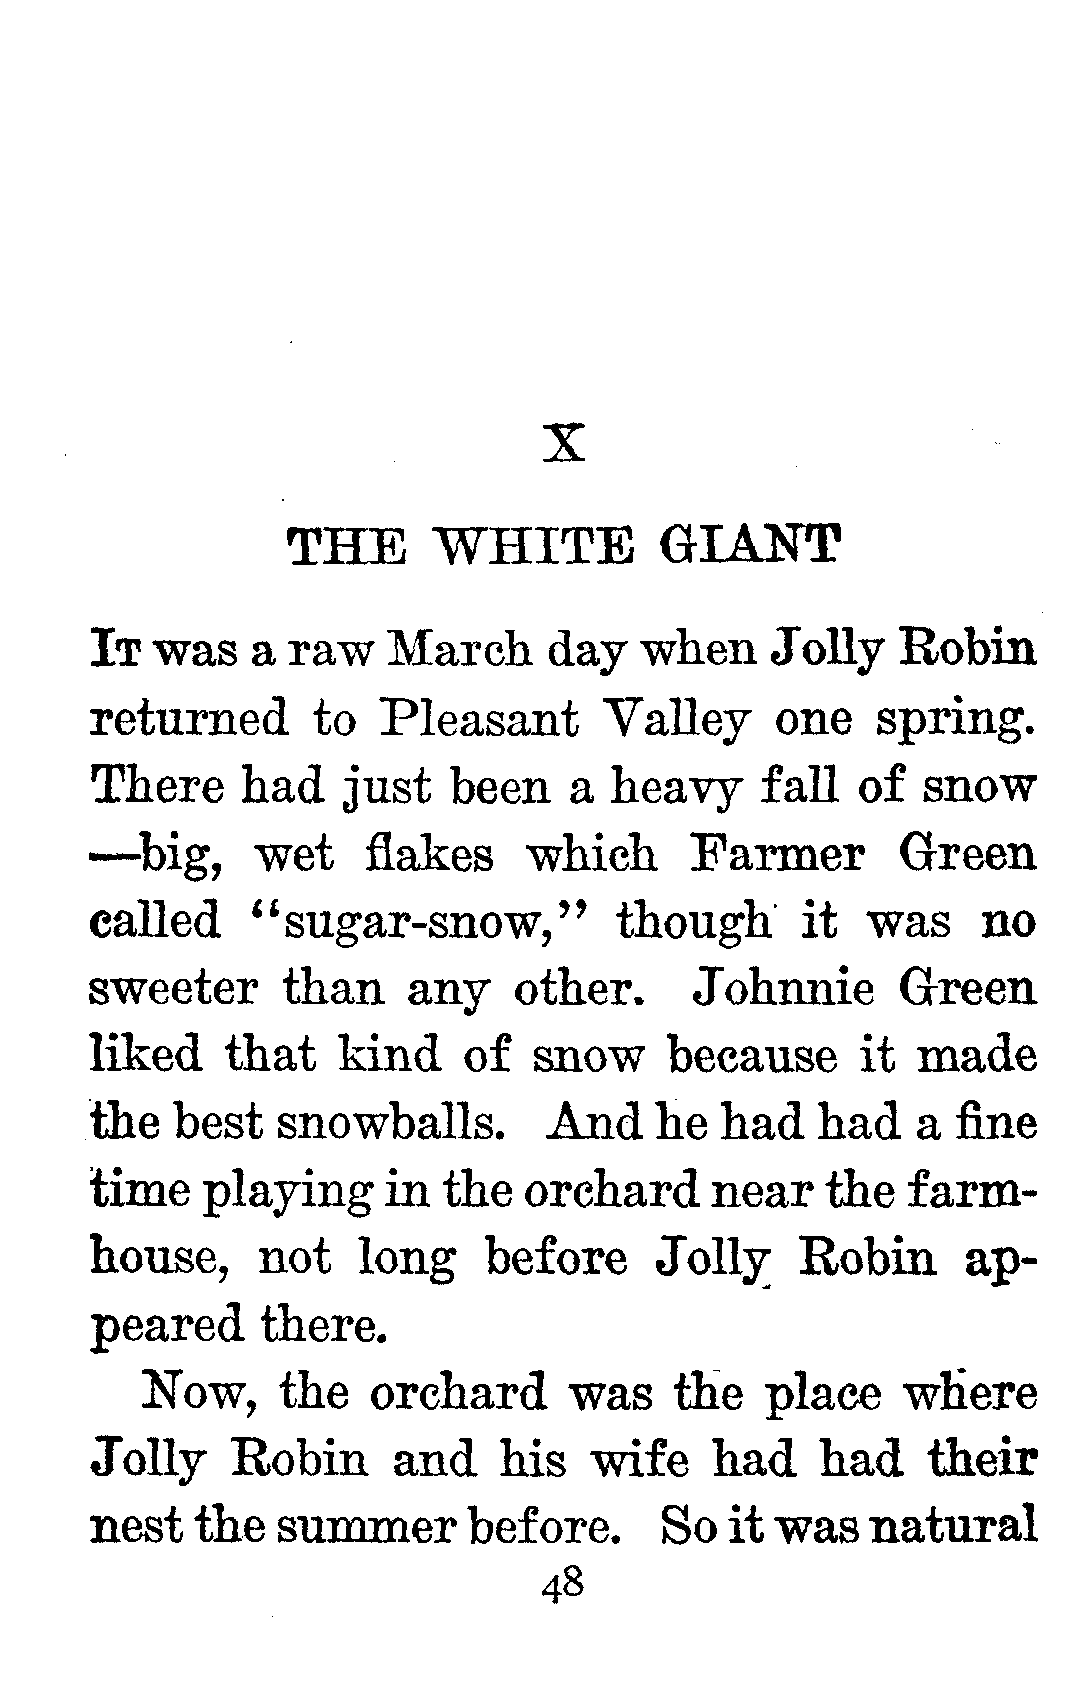 X
THE WHITE GIANT
IT was a raw March day when Jolly Robin
returned to Pleasant Valley one spring.
There had just been a heavy fall of snow
—big, wet flakes which Farmer Green
called "sugar-snow," though it was no
sweeter than any other. Johnnie Green
liked that kind of snow because it made
the best snowballs. And he had had a fine
time playing in the orchard near the farm-
house, not long before Jolly Robin ap-
peared there.
Now, the orchard was the place where
Jolly Robin and his wife had had their
nest the summer before. So it was natural
48